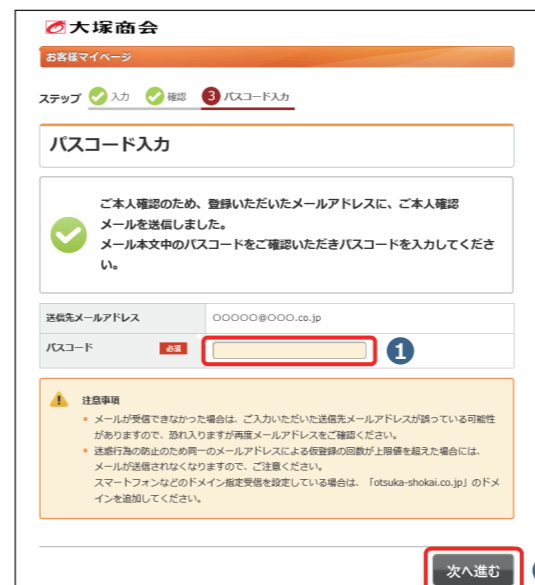 大塚商会
お客様マイページ
ステップ 入力 確認 3 パスコード入力
パスコード入力
ご本人確認のため、登録いただいたメールアドレスに、ご本人確認
メールを送信しました。
メール本文中のパスコードをご確認いただきパスコードを入力してくださ
い。
送信先メールアドレス 〇〇〇〇〇@〇〇〇.co.jp
パスコード 必須 1
注意事項
メールが受信できなかった場合は、ご入力いただいた送信先メールアドレスが誤っている可能性
がありますので、恐れ入りますが再度メールアドレスをご確認ください。
迷惑行為の防止のため同一のメールアドレスによる仮登録の回数が上限値を超えた場合には、
メールが送信されなくなりますので、ご注意ください。
スマートフォンなどのドメイン指定受信を設定している場合は、「otsuka-shokai.co.jp」のドメ
インを追加してください。
次へ進む